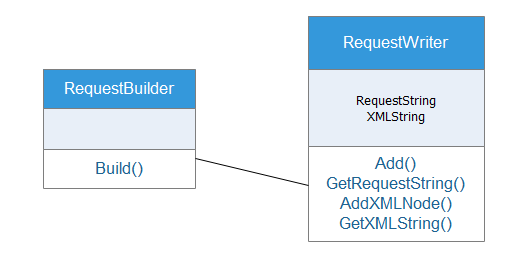 RequestBuilder
Build()
RequestWriter
RequestString
XMLString
Add()
GetRequestString()
AddXMLNode()
GetXMLString()